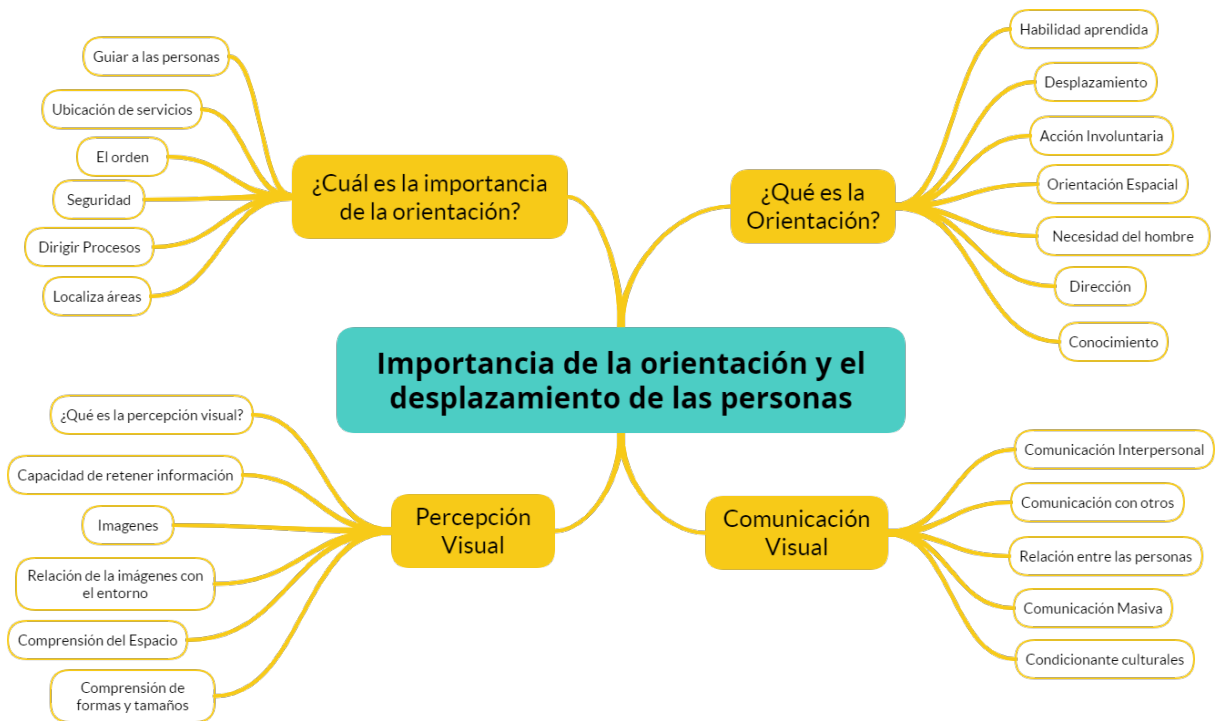 Importancia de la orientación y el
desplazamiento de las personas
¿Cuál es la importancia
de la orientación?
Guiar a las personas
Ubicación de servicios
El orden
Seguridad
Dirigir Procesos
Localiza áreas
¿Qué es la
Orientación?
Habilidad aprendida
Desplazamiento
Acción Involuntaria
Orientación Espacial
Necesidad del hombre
Dirección
Conocimiento
Percepción
Visual
¿Qué es la percepción visual?
Capacidad de retener información
Imagenes
Relación de la imágenes con
el entorno
Comprensión del Espacio
Comprensión de
formas y tamaños
Comunicación
Visual
Comunicación Interpersonal
Comunicación con otros
Relación entre las personas
Comunicación Masiva
Condicionante culturales